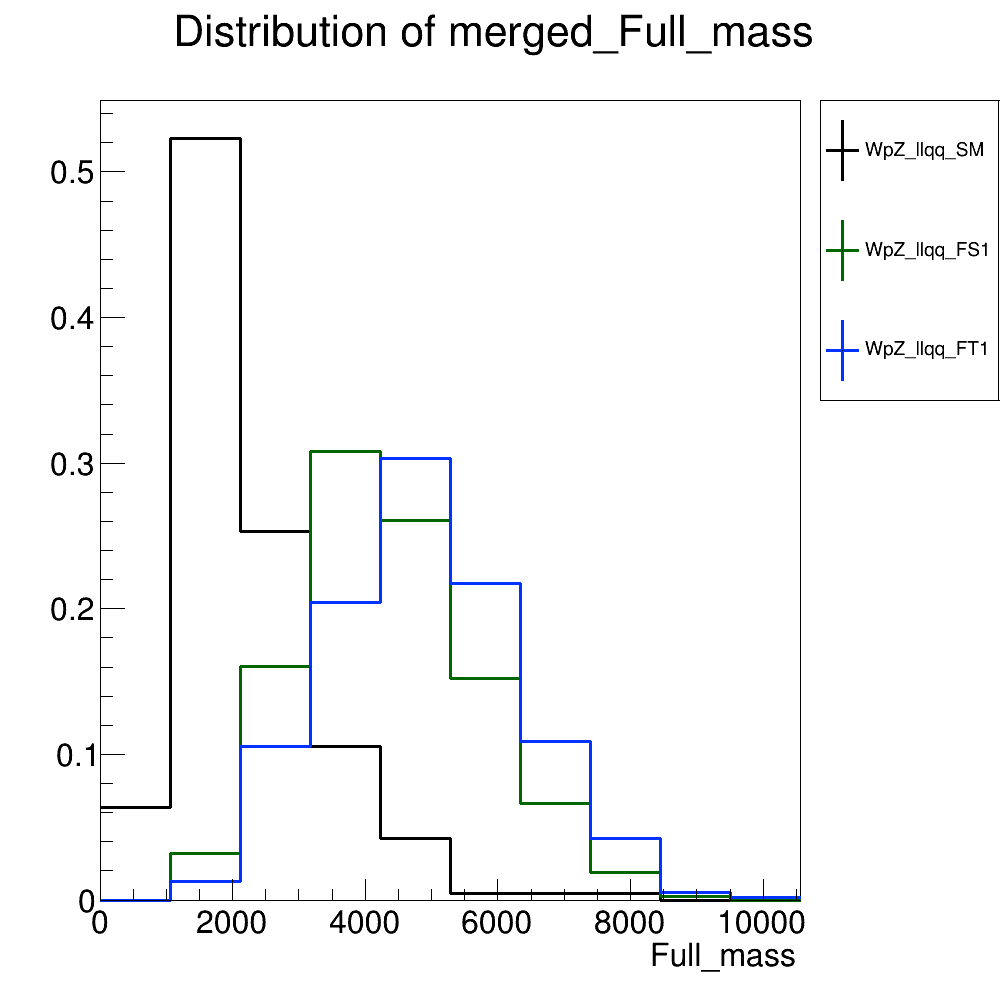 Distribution of merged_Full_mass
0.5
0.4
0.3
0.2
0.1
0
0 2000 4000 6000 8000 10000
Full_mass
WpZ_llqq_SM
WpZ_llqq_FS1
WpZ_llqq_FT1